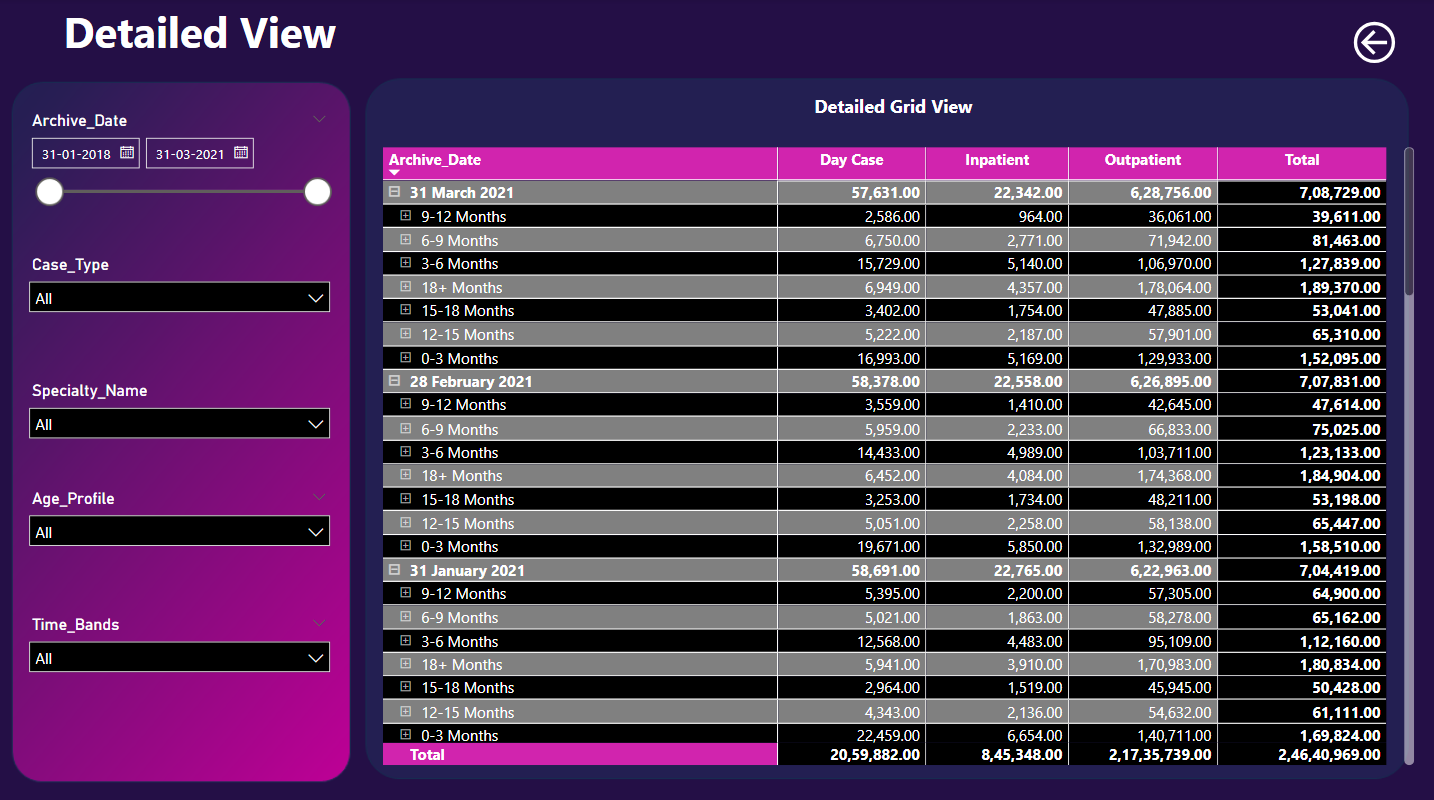 Detailed View
Archive_Date
31-01-2018 31-03-2021
Case_Type
All
Specialty_Name
All
Age_Profile
All
Time_Bands
All
Detailed Grid View
Archive_Date Day Case Inpatient Outpatient Total
31 March 2021 57,631.00 22,342.00 6,28,756.00 7,08,729.00
9-12 Months 2,586.00 964.00 36,061.00 39,611.00
6-9 Months 6,750.00 2,771.00 71,942.00 81,463.00
3-6 Months 15,729.00 5,140.00 1,06,970.00 1,27,839.00
18+ Months 6,949.00 4,357.00 1,78,064.00 1,89,370.00
15-18 Months 3,402.00 1,754.00 47,885.00 53,041.00
12-15 Months 5,222.00 2,187.00 57,901.00 65,310.00
0-3 Months 16,993.00 5,169.00 1,29,933.00 1,52,095.00
28 February 2021 58,378.00 22,558.00 6,26,895.00 7,07,831.00
9-12 Months 3,559.00 1,410.00 42,645.00 47,614.00
6-9 Months 5,959.00 2,233.00 66,833.00 75,025.00
3-6 Months 14,433.00 4,989.00 1,03,711.00 1,23,133.00
18+ Months 6,452.00 4,084.00 1,74,368.00 1,84,904.00
15-18 Months 3,253.00 1,734.00 48,211.00 53,198.00
12-15 Months 5,051.00 2,258.00 58,138.00 65,447.00
0-3 Months 19,671.00 5,850.00 1,32,989.00 1,58,510.00
31 January 2021 58,691.00 22,765.00 6,22,963.00 7,04,419.00
9-12 Months 5,395.00 2,200.00 57,305.00 64,900.00
6-9 Months 5,021.00 1,863.00 58,278.00 65,162.00
3-6 Months 12,568.00 4,483.00 95,109.00 1,12,160.00
18+ Months 5,941.00 3,910.00 1,70,983.00 1,80,834.00
15-18 Months 2,964.00 1,519.00 45,945.00 50,428.00
12-15 Months 4,343.00 2,136.00 54,632.00 61,111.00
0-3 Months 22,459.00 6,654.00 1,40,711.00 1,69,824.00
Total 20,59,882.00 8,45,348.00 2,17,35,739.00 2,46,40,969.00